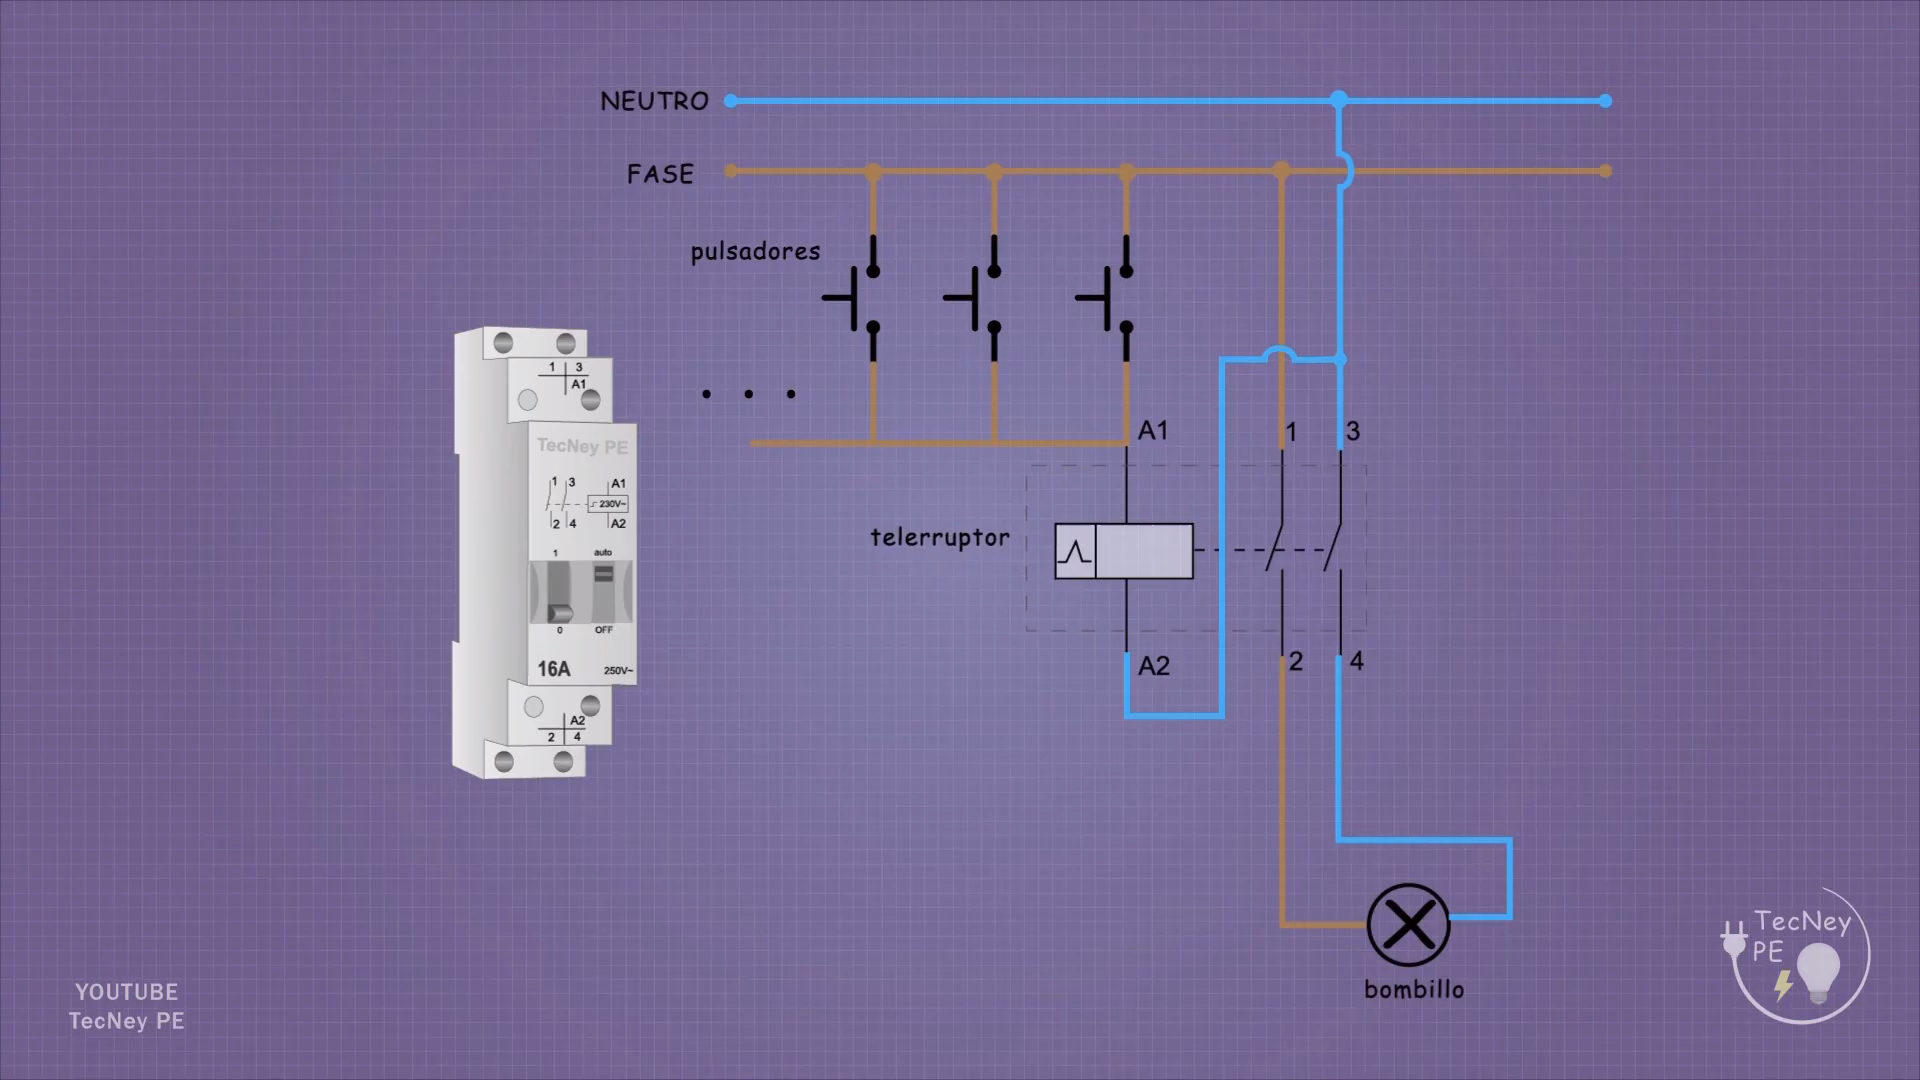 NEUTRO
FASE
pulsadores
1 3
A1
TecNey PE
1 3 A1
230V~
2 4 A2
1 auto
0 OFF
16A 250V~
A2
2 4
. . .
A1
1
3
telerruptor
A2
2
4
bombillo
YOUTUBE
TecNey PE
TecNey
PE